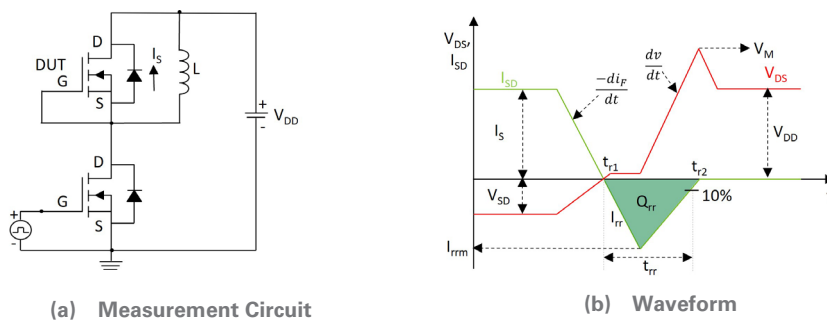 D
DUT
G
S
I_S
L
+
V_DD
-
D
G
S
+
-
(a) Measurement Circuit
V_DS,
I_SD
I_SD
-di_F
dt
dv
dt
V_M
V_DS
I_S
V_DD
t_r1
t_r2
V_SD
10%
Q_rr
I_rr
I_rrm
t_rr
(b) Waveform